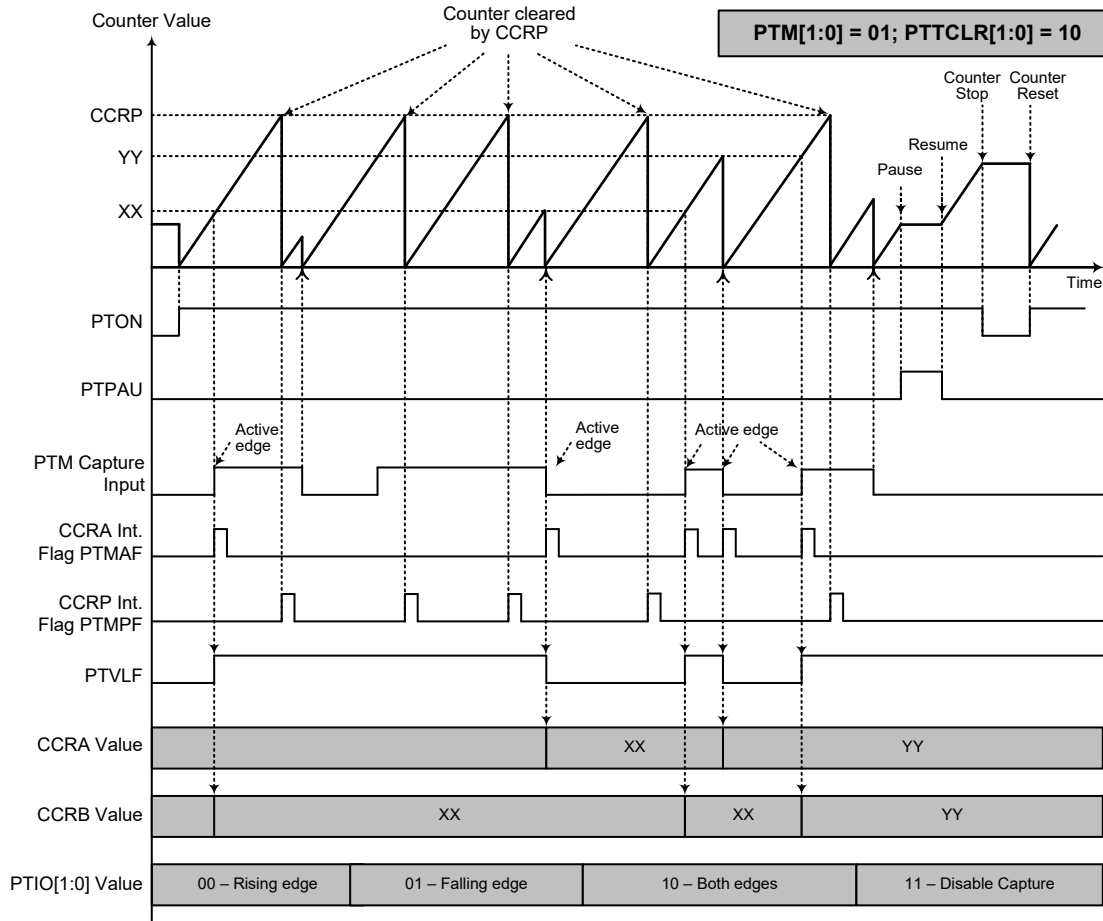 Counter Value
Counter cleared
by CCRP
PTM[1:0] = 01; PTTCLR[1:0] = 10
Counter
Stop
Counter
Reset
CCRP
YY
XX
Pause
Resume
Time
PTON
PTPAU
Active
edge
Active
edge
Active edge
PTM Capture
Input
CCRA Int.
Flag PTMAF
CCRP Int.
Flag PTMPF
PTVLF
CCRA Value
XX
YY
CCRB Value
XX
XX
YY
PTIO[1:0] Value
00 – Rising edge
01 – Falling edge
10 – Both edges
11 – Disable Capture